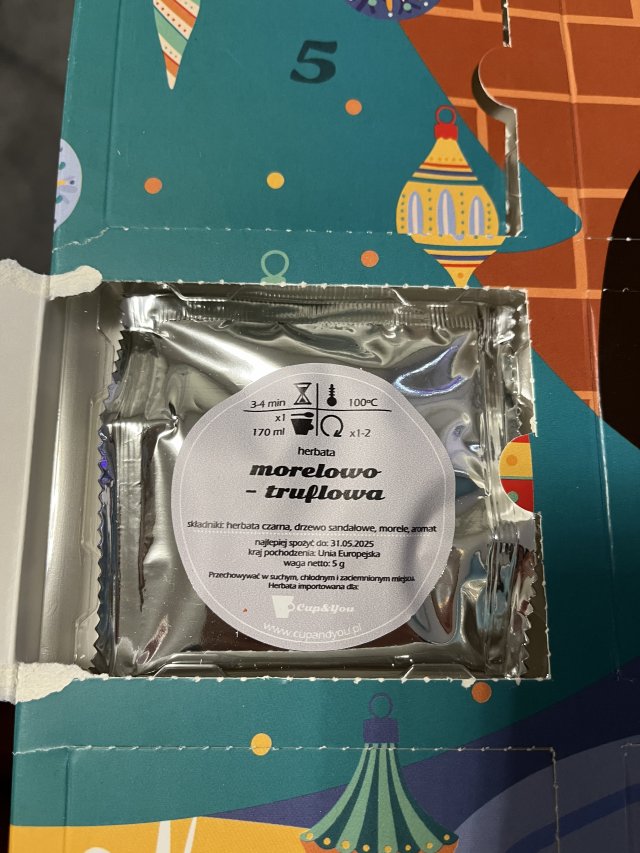 5
3-4 min 100ºC
x1
170 ml x1-2
herbata
morelowo
- truflowa
składniki: herbata czarna, drzewo sandałowe, morele, aromat
najlepiej spożyć do: 31.05.2025
kraj pochodzenia: Unia Europejska
waga netto: 5 g
Przechowywać w suchym, chłodnym i zaciemnionym miejscu.
Herbata importowana dla:
Cup&You
www.cupandyou.pl